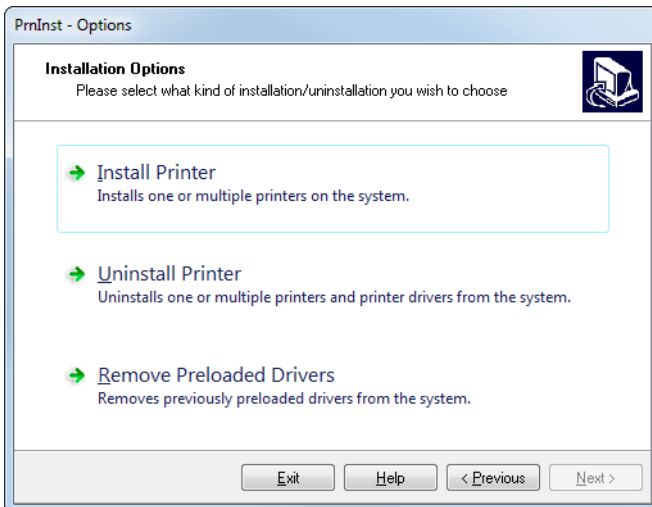 PrnInst - Options
Installation Options
Please select what kind of installation/uninstallation you wish to choose
Install Printer
Installs one or multiple printers on the system.
Uninstall Printer
Uninstalls one or multiple printers and printer drivers from the system.
Remove Preloaded Drivers
Removes previously preloaded drivers from the system.
Exit Help < Previous Next >